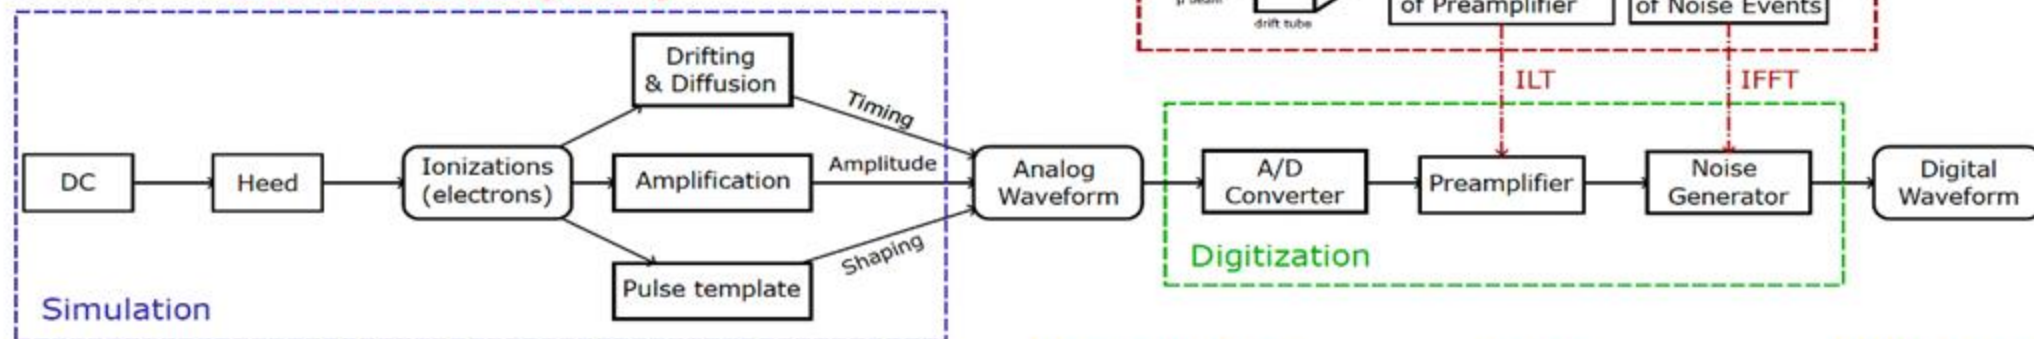 μ beam
drift tube
of Preamplifier
of Noise Events
ILT
IFFT
Drifting
& Diffusion
Timing
DC
Heed
Ionizations
(electrons)
Amplification
Amplitude
Analog
Waveform
A/D
Converter
Preamplifier
Noise
Generator
Digital
Waveform
Pulse template
Shaping
Digitization
Simulation